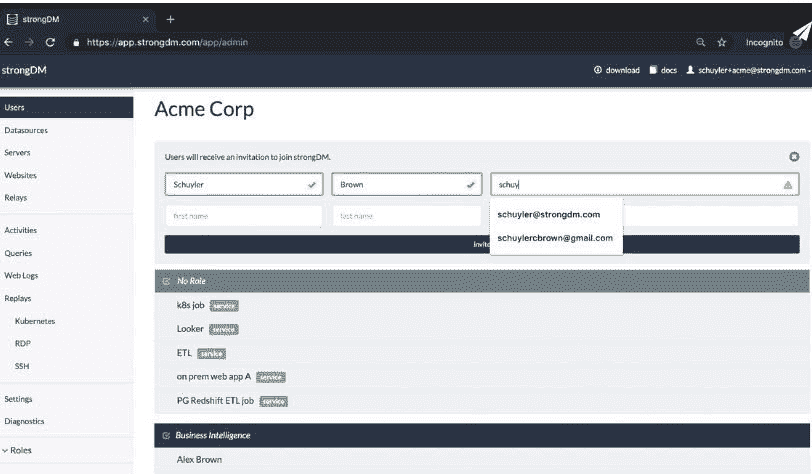 strongDM
https://app.strongdm.com/app/admin
Incognito
strongDM
download docs schuyler+acme@strongdm.com
Users
Datasources
Servers
Websites
Relays
Activities
Queries
Web Logs
Replays
Kubernetes
RDP
SSH
Settings
Diagnostics
Roles
Acme Corp
Users will receive an invitation to join strongDM.
Schuyler Brown schuy
first name last name
schuyler@strongdm.com
schuylercbrown@gmail.com
No Role
k8s job service
Looker service
ETL service
on prem web app A service
PG Redshift ETL job service
Business Intelligence
Alex Brown